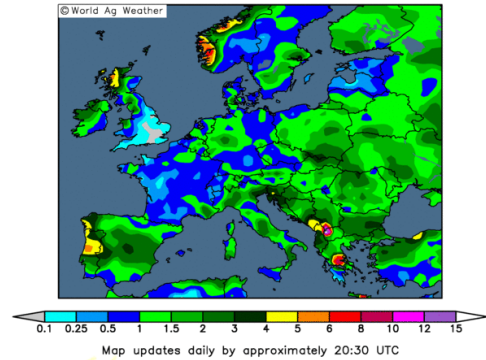 © World Ag Weather
0.1 0.25 0.5 1 1.5 2 3 4 5 6 8 10 12 15
Map updates daily by approximately 20:30 UTC